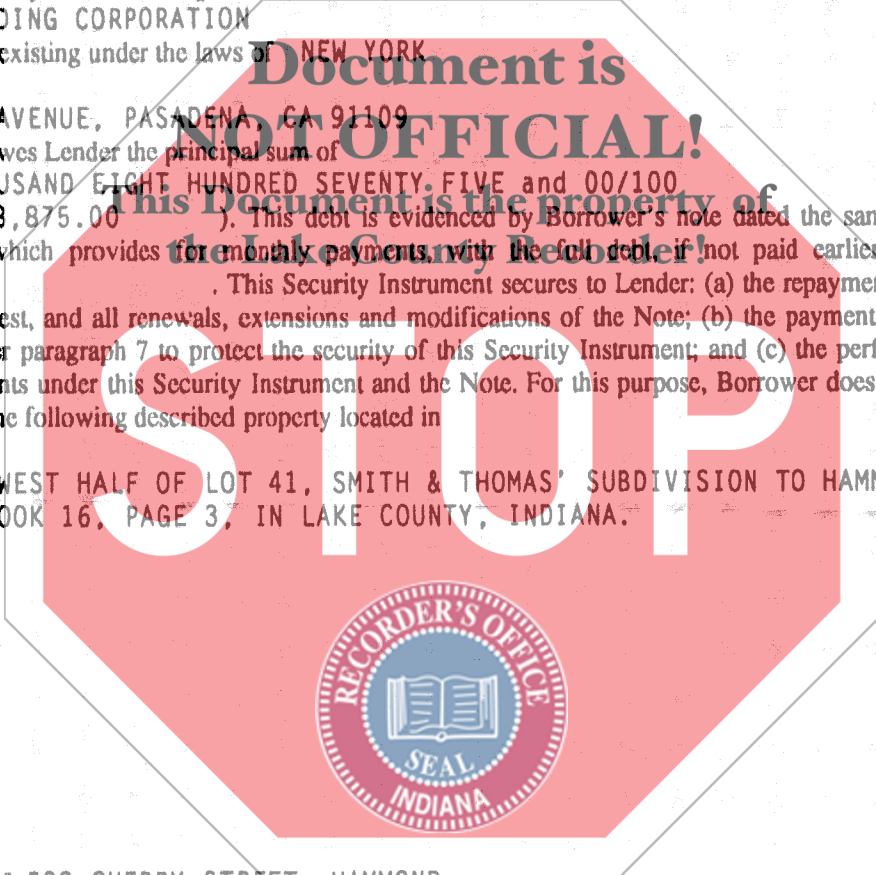 DING CORPORATION
existing under the laws of NEW YORK
Document is
AVENUE, PASADENA, CA 91109
NOT OFFICIAL!
wes Lender the principal sum of
USAND EIGHT HUNDRED SEVENTY FIVE and 00/100
This Document is the property of
,875.00 ). This debt is evidenced by Borrower's note dated the
which provides for monthly payments, with the full debt, if not paid
the Lake County Recorder!
. This Security Instrument secures to Lender: (a) the
est, and all renewals, extensions and modifications of the Note; (b) the payment
r paragraph 7 to protect the security of this Security Instrument; and (c) the
nts under this Security Instrument and the Note. For this purpose, Borrower does
e following described property located in
STOP
WEST HALF OF LOT 41, SMITH & THOMAS' SUBDIVISION TO HAMM
OOK 16, PAGE 3, IN LAKE COUNTY, INDIANA.
RECORDER'S OFFICE
SEAL
INDIANA